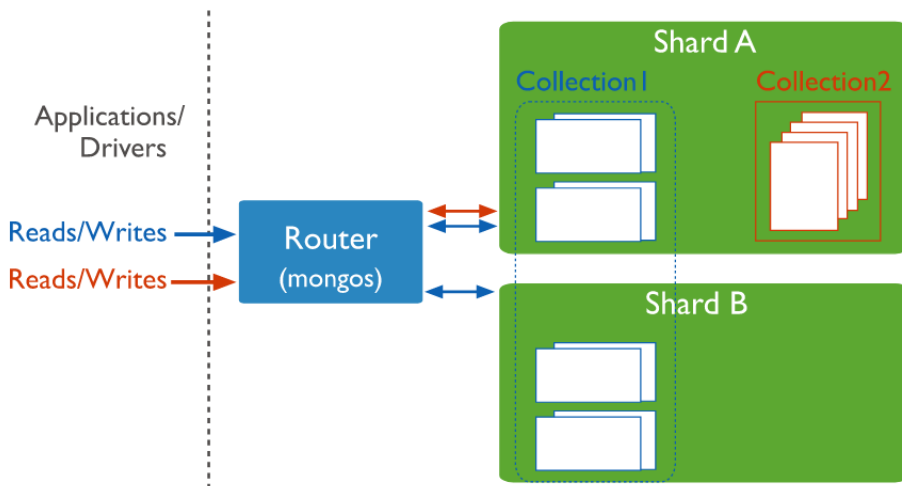 Applications/
Drivers
Reads/Writes
Reads/Writes
Router
(mongos)
Shard A
Collection1
Collection2
Shard B